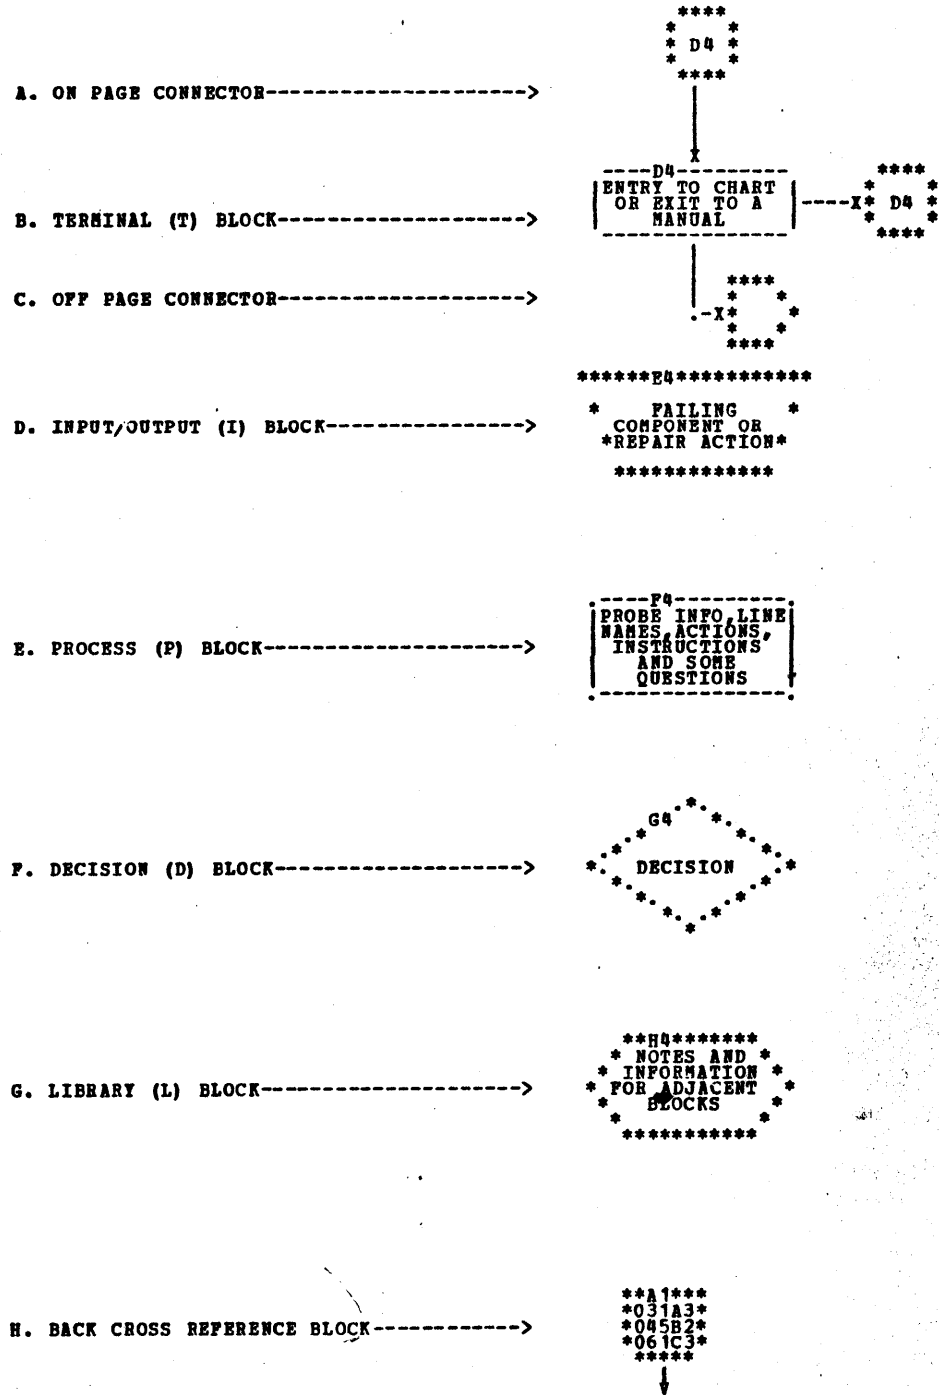 ****
* *
* D4 *
* *
****
A. ON PAGE CONNECTOR--------------------->
X
----D4---------
ENTRY TO CHART
OR EXIT TO A
MANUAL
---------------
B. TERMINAL (T) BLOCK-------------------->
----X* D4 *
****
* *
* *
****
C. OFF PAGE CONNECTOR-------------------->
.-X* *
****
* *
* *
****
******E4***********
* FAILING *
COMPONENT OR
*REPAIR ACTION*
*************
D. INPUT/OUTPUT (I) BLOCK---------------->
.----F4---------.
PROBE INFO,LINE
NAMES,ACTIONS,
INSTRUCTIONS
AND SOME
QUESTIONS
.---------------.
E. PROCESS (P) BLOCK--------------------->
G4
F. DECISION (D) BLOCK-------------------->
DECISION
**H4*******
* NOTES AND *
* INFORMATION *
* FOR ADJACENT *
* BLOCKS *
* *
***********
G. LIBRARY (L) BLOCK--------------------->
**A1***
*031A3*
*045B2*
*061C3*
*****
H. BACK CROSS REFERENCE BLOCK------------>